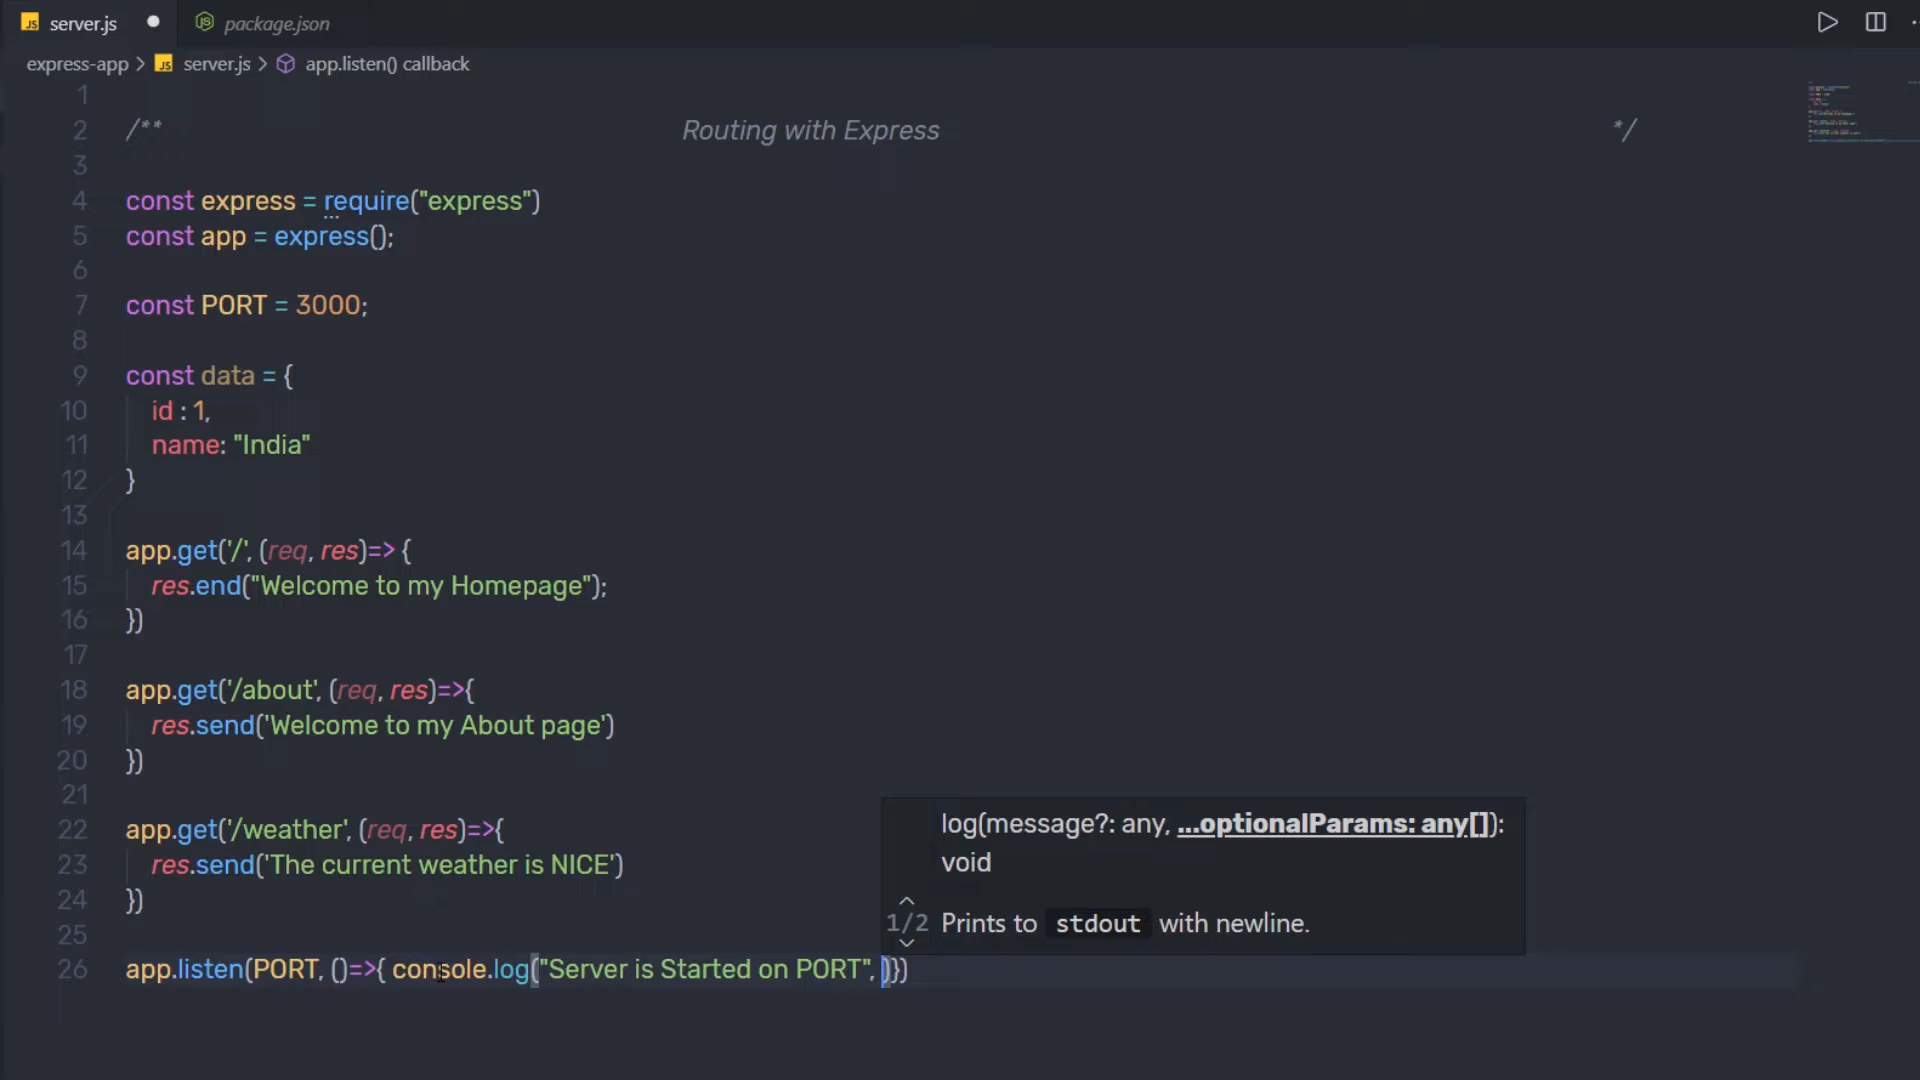 JS server.js package.json
express-app > JS server.js > app.listen() callback
1
2 /** Routing with Express */
3
4 const express = require("express")
5 const app = express();
6
7 const PORT = 3000;
8
9 const data = {
10 id : 1,
11 name: "India"
12 }
13
14 app.get('/', (req, res)=> {
15 res.end("Welcome to my Homepage");
16 })
17
18 app.get('/about', (req, res)=>{
19 res.send('Welcome to my About page')
20 })
21
22 app.get('/weather', (req, res)=>{
23 res.send('The current weather is NICE')
24 })
25
26 app.listen(PORT, ()=>{ console.log("Server is Started on PORT", )})
log(message?: any, ...optionalParams: any[]):
void
1/2 Prints to stdout with newline.